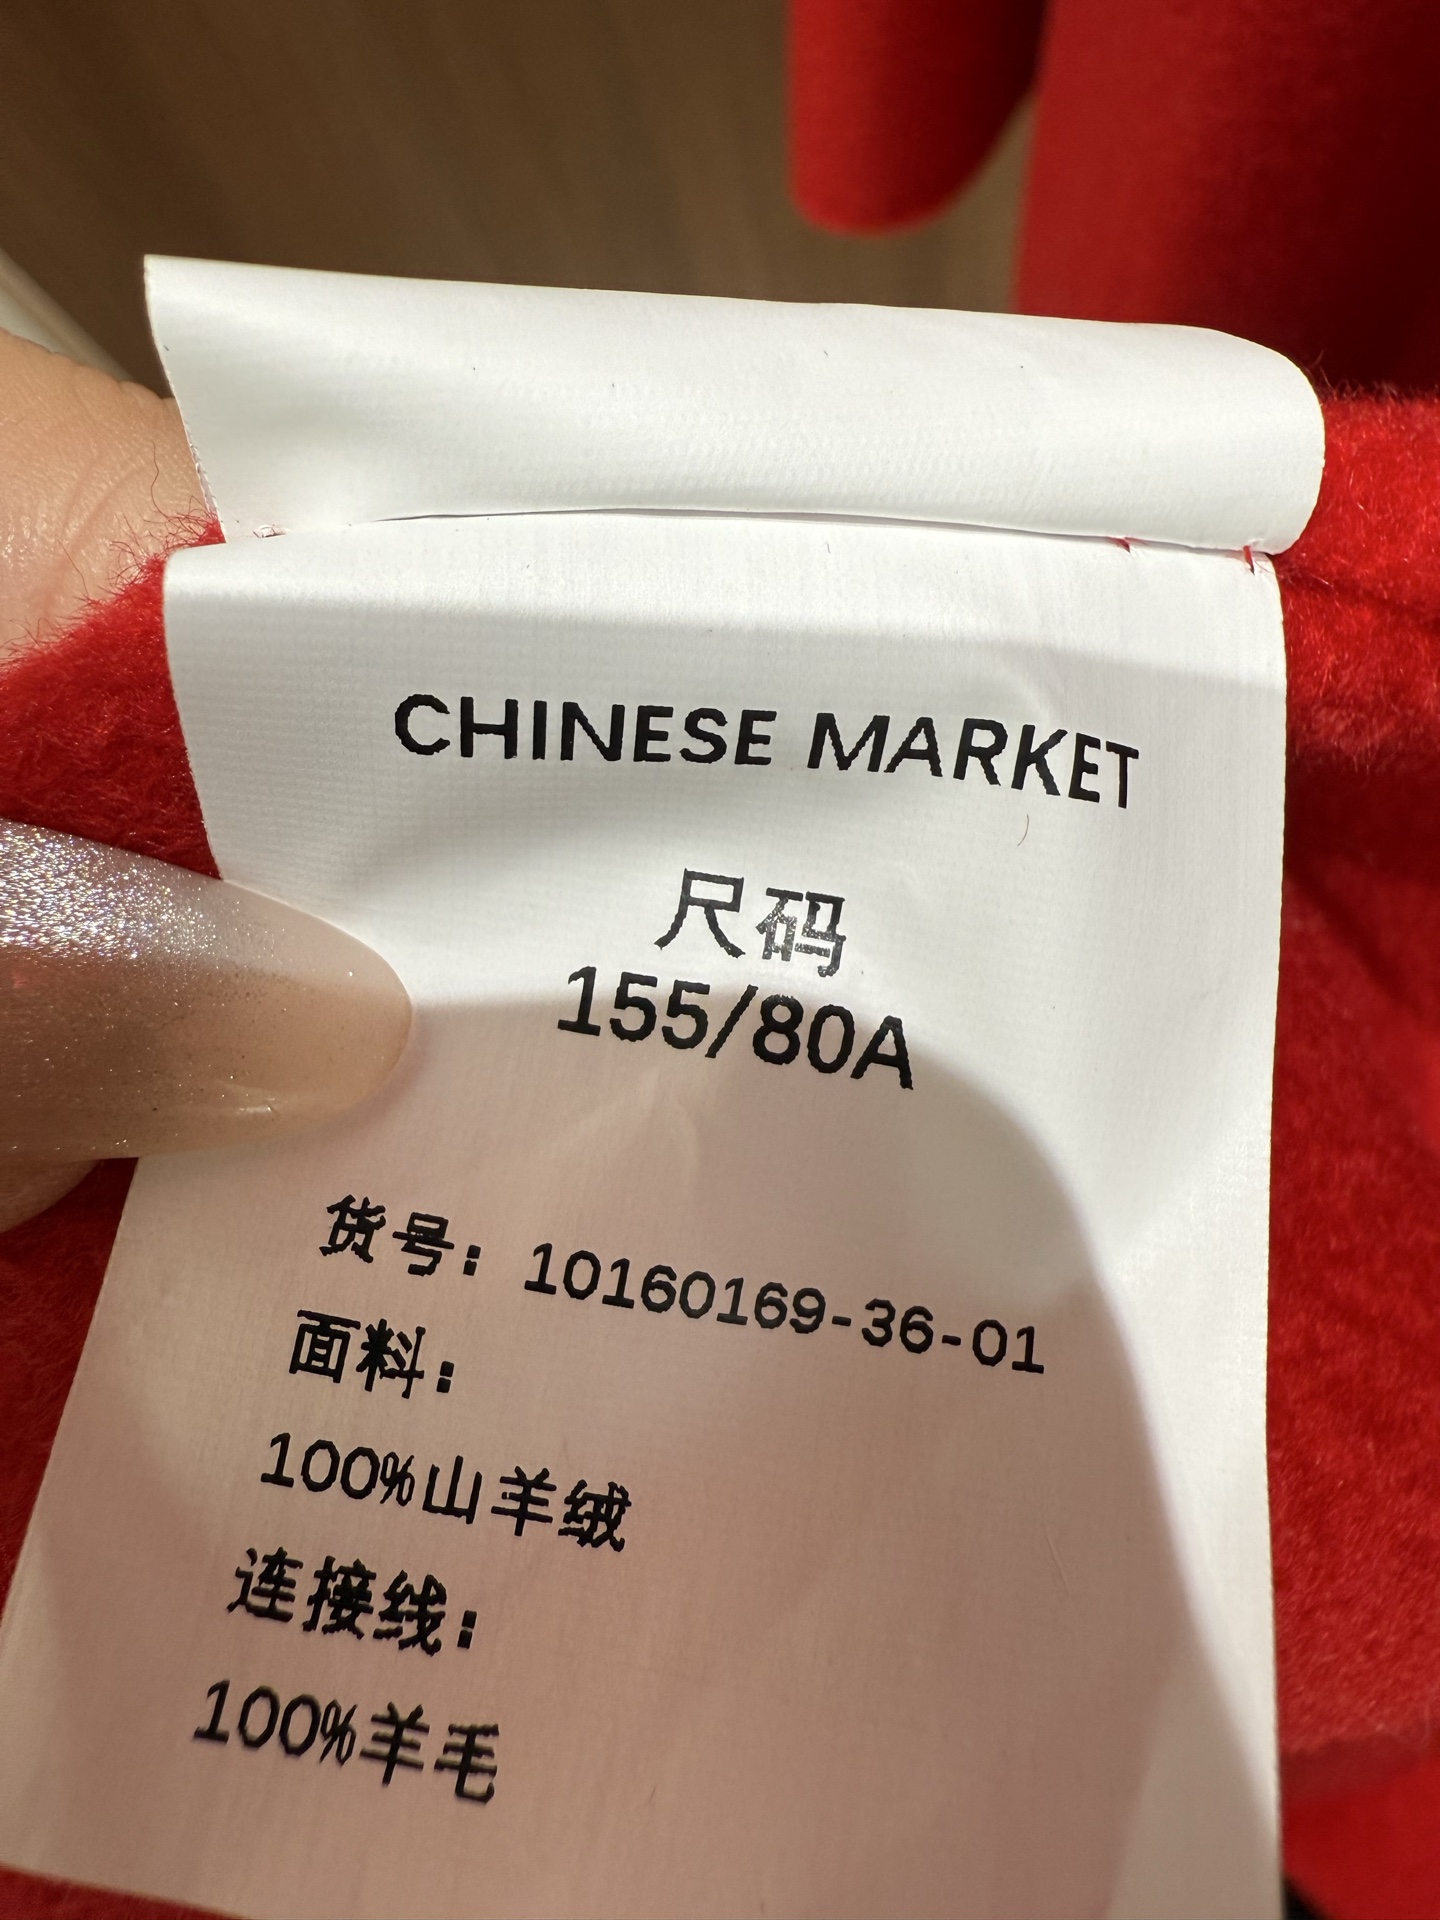 CHINESE MARKET
尺码
155/80A
货号：10160169-36-01
面料：
100%山羊绒
连接线：
100%羊毛